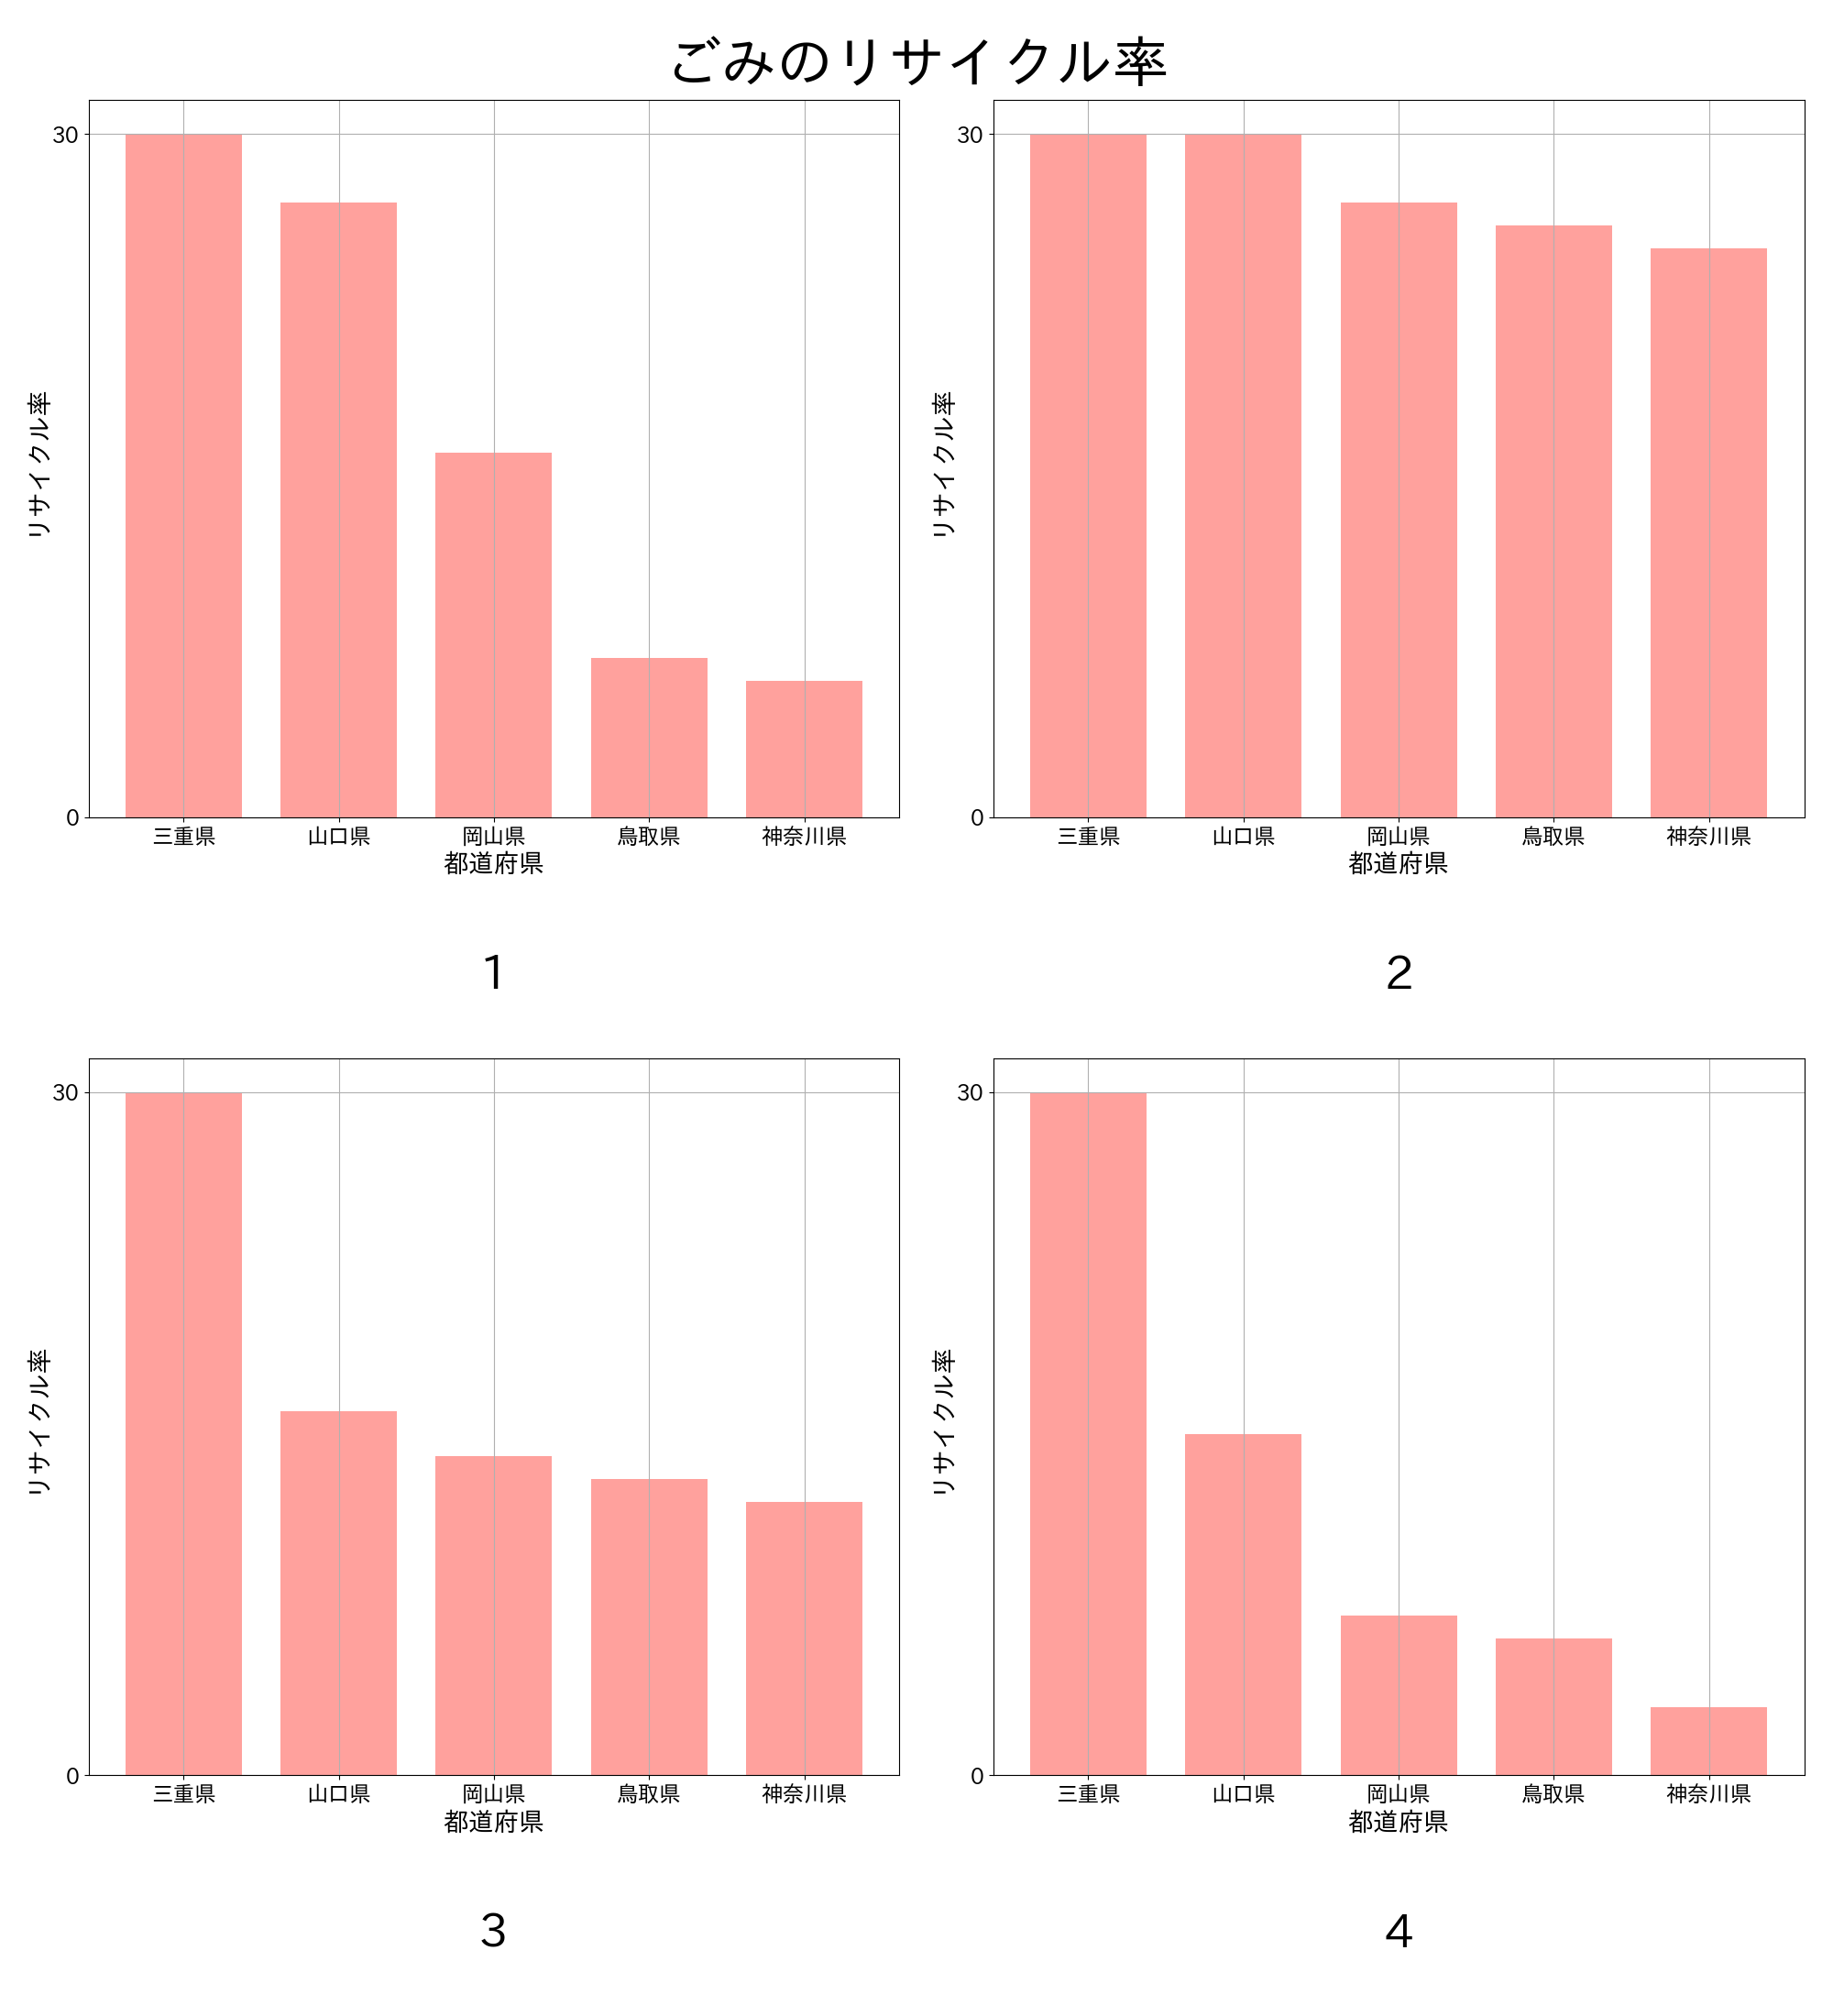 ごみのリサイクル率
30
0
リサイクル率
三重県 山口県 岡山県 鳥取県 神奈川県
都道府県
1
30
0
リサイクル率
三重県 山口県 岡山県 鳥取県 神奈川県
都道府県
2
30
0
リサイクル率
三重県 山口県 岡山県 鳥取県 神奈川県
都道府県
3
30
0
リサイクル率
三重県 山口県 岡山県 鳥取県 神奈川県
都道府県
4